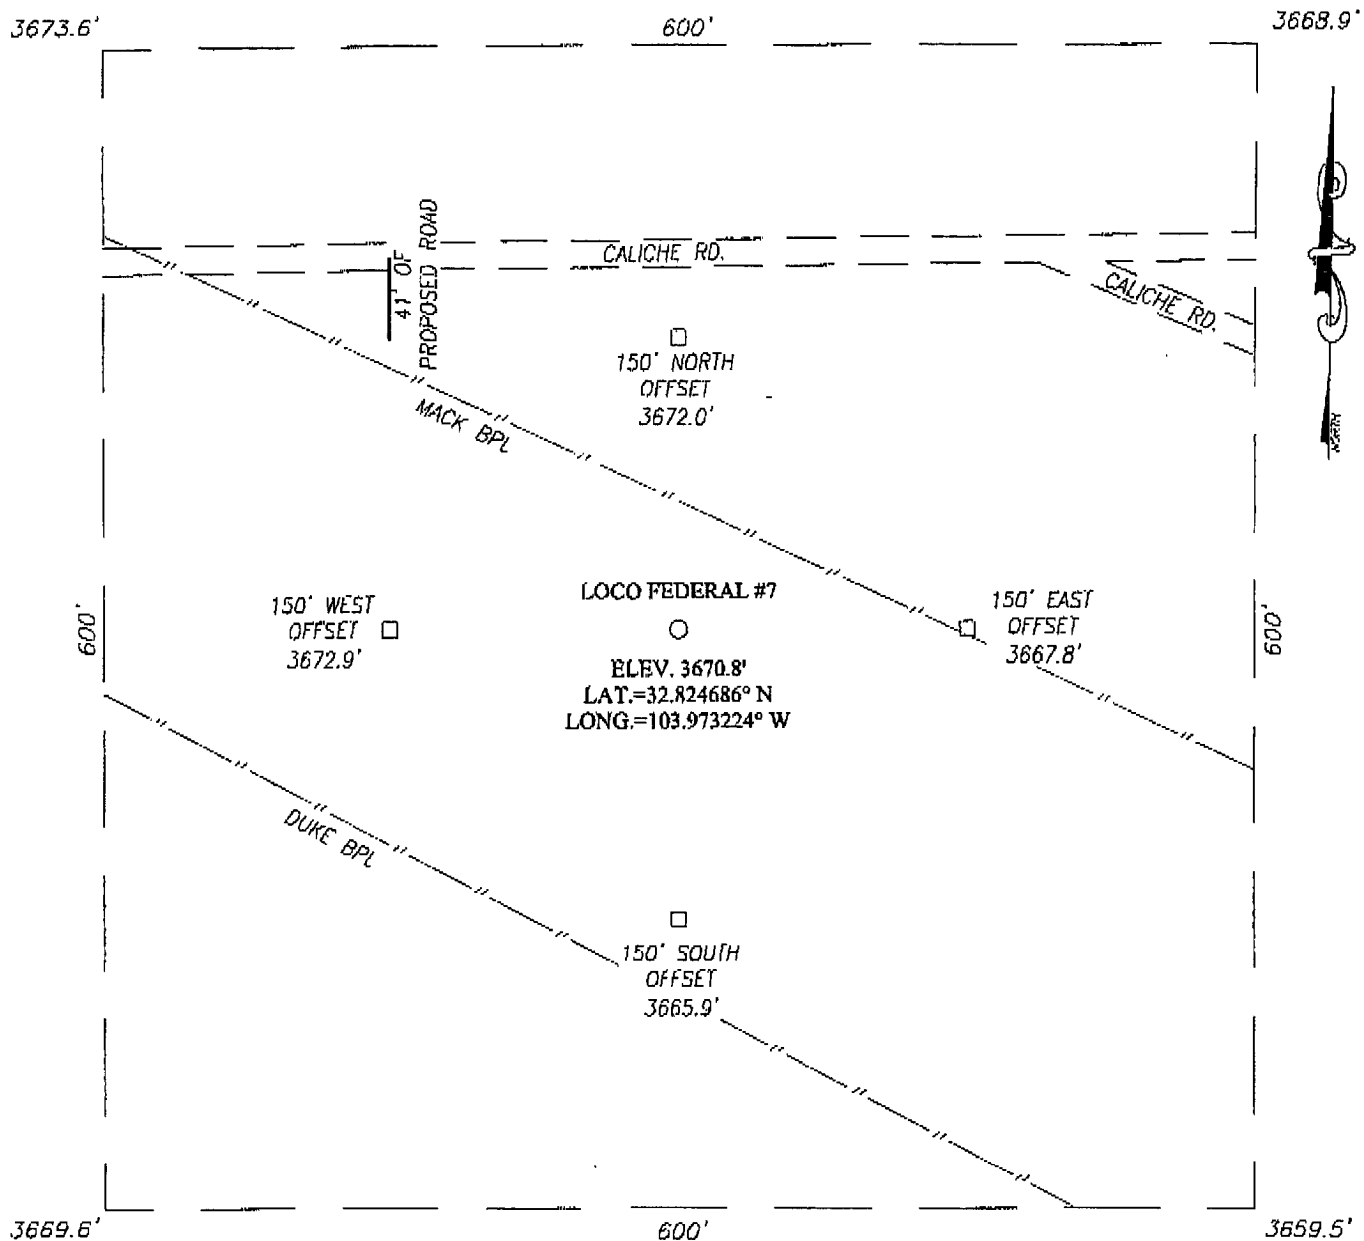 3673.6'
600'
3668.9'
41' OF
PROPOSED ROAD
CALICHE RD.
CALICHE RD.
NORTH
150' NORTH
OFFSET
3672.0'
MACK BPL
LOCO FEDERAL #7
150' WEST
OFFSET
3672.9'
150' EAST
OFFSET
3667.8'
600'
600'
ELEV. 3670.8'
LAT.=32.824686° N
LONG.=103.973224° W
DUKE BPL
150' SOUTH
OFFSET
3665.9'
3669.6'
600'
3659.5'